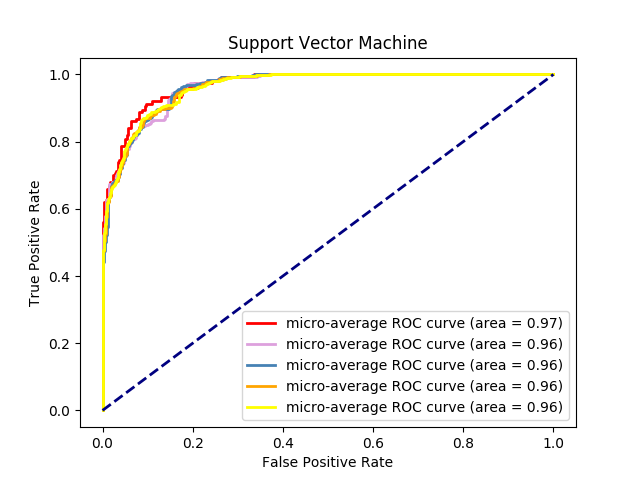 Support Vector Machine
1.0
0.8
0.6
0.4
0.2
0.0
True Positive Rate
micro-average ROC curve (area = 0.97)
micro-average ROC curve (area = 0.96)
micro-average ROC curve (area = 0.96)
micro-average ROC curve (area = 0.96)
micro-average ROC curve (area = 0.96)
0.0 0.2 0.4 0.6 0.8 1.0
False Positive Rate